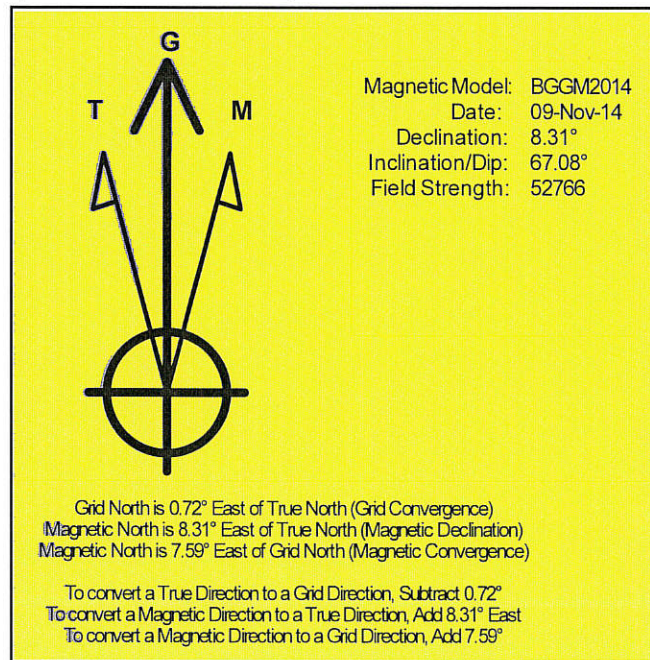 G
T M
Magnetic Model: BGGM2014
Date: 09-Nov-14
Declination: 8.31°
Inclination/Dip: 67.08°
Field Strength: 52766
Grid North is 0.72° East of True North (Grid Convergence)
Magnetic North is 8.31° East of True North (Magnetic Declination)
Magnetic North is 7.59° East of Grid North (Magnetic Convergence)
To convert a True Direction to a Grid Direction, Subtract 0.72°
To convert a Magnetic Direction to a True Direction, Add 8.31° East
To convert a Magnetic Direction to a Grid Direction, Add 7.59°